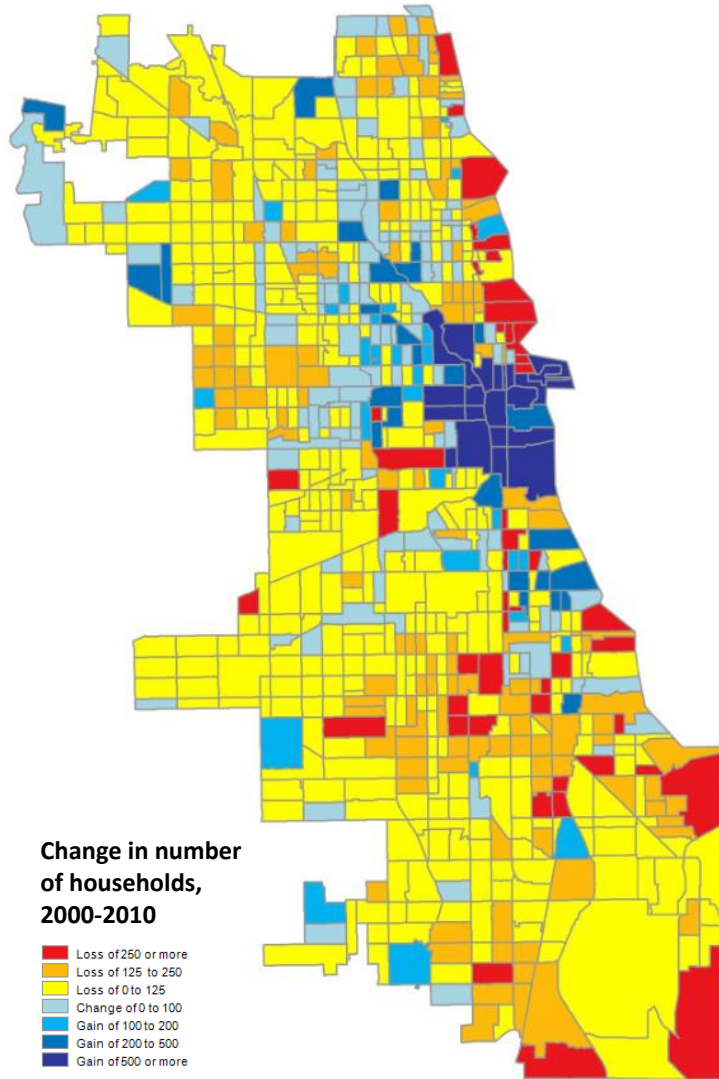 Change in number
of households,
2000-2010
Loss of 250 or more
Loss of 125 to 250
Loss of 0 to 125
Change of 0 to 100
Gain of 100 to 200
Gain of 200 to 500
Gain of 500 or more